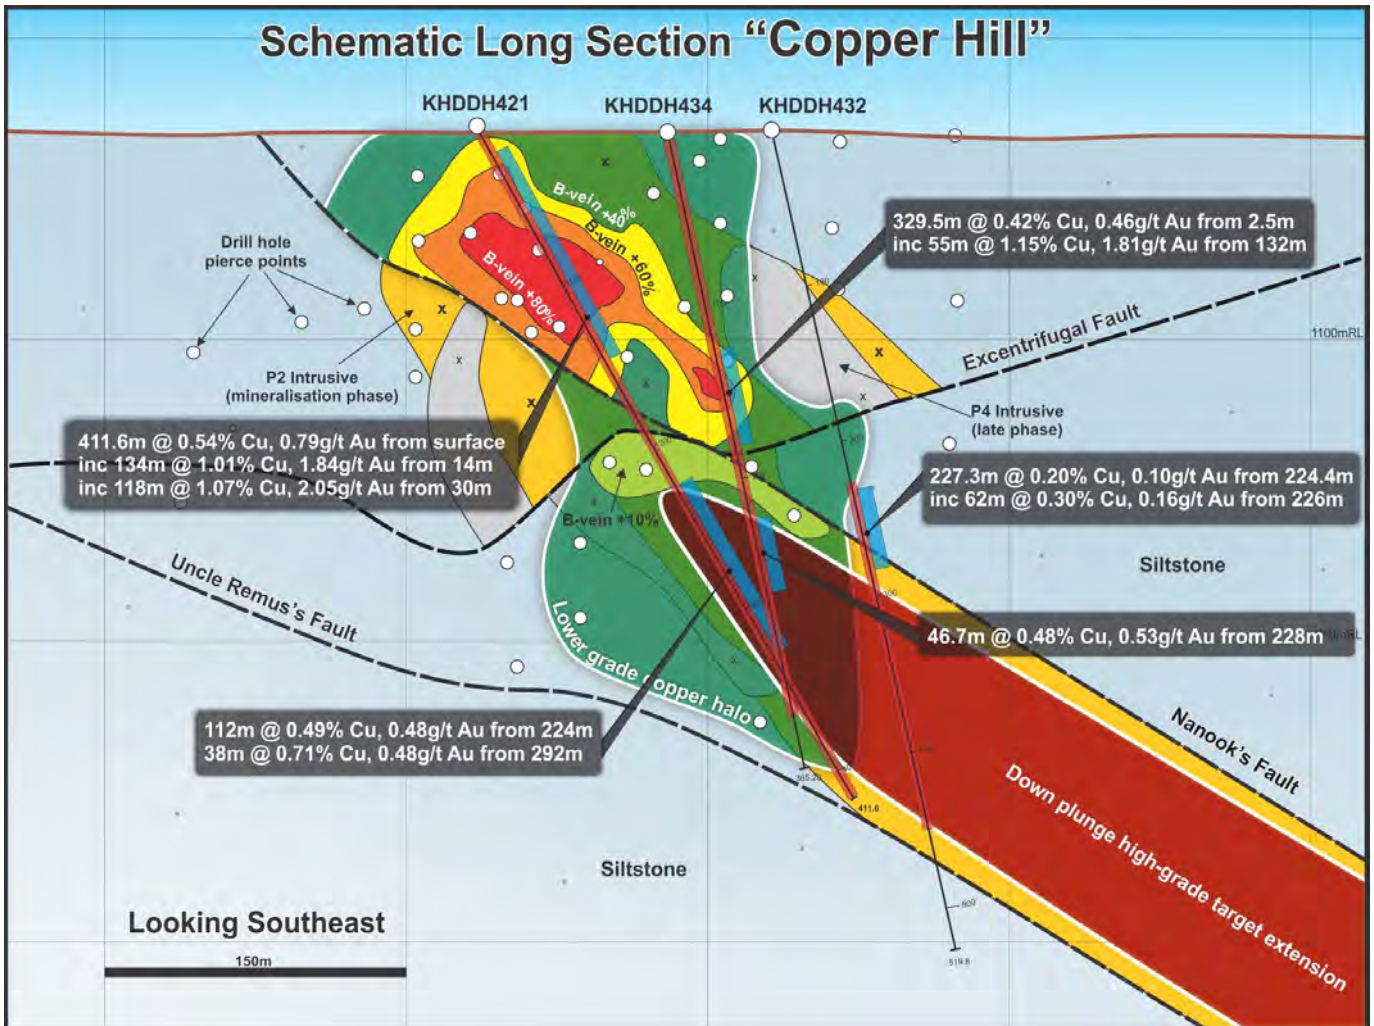 Schematic Long Section "Copper Hill"
KHDDH421
KHDDH434
KHDDH432
329.5m @ 0.42% Cu, 0.46g/t Au from 2.5m
inc 55m @ 1.15% Cu, 1.81g/t Au from 132m
B-vein +40%
B-vein +60%
B-vein +80%
Drill hole
pierce points
1100mRL
Excentrifugal Fault
P2 Intrusive
(mineralisation phase)
P4 Intrusive
(late phase)
411.6m @ 0.54% Cu, 0.79g/t Au from surface
inc 134m @ 1.01% Cu, 1.84g/t Au from 14m
inc 118m @ 1.07% Cu, 2.05g/t Au from 30m
227.3m @ 0.20% Cu, 0.10g/t Au from 224.4m
inc 62m @ 0.30% Cu, 0.16g/t Au from 226m
B-vein +10%
Siltstone
Uncle Remus's Fault
46.7m @ 0.48% Cu, 0.53g/t Au from 228m
Lower grade copper halo
112m @ 0.49% Cu, 0.48g/t Au from 224m
38m @ 0.71% Cu, 0.48g/t Au from 292m
Nanook's Fault
411.6
Down plunge high-grade target extension
Siltstone
Looking Southeast
150m
519.8